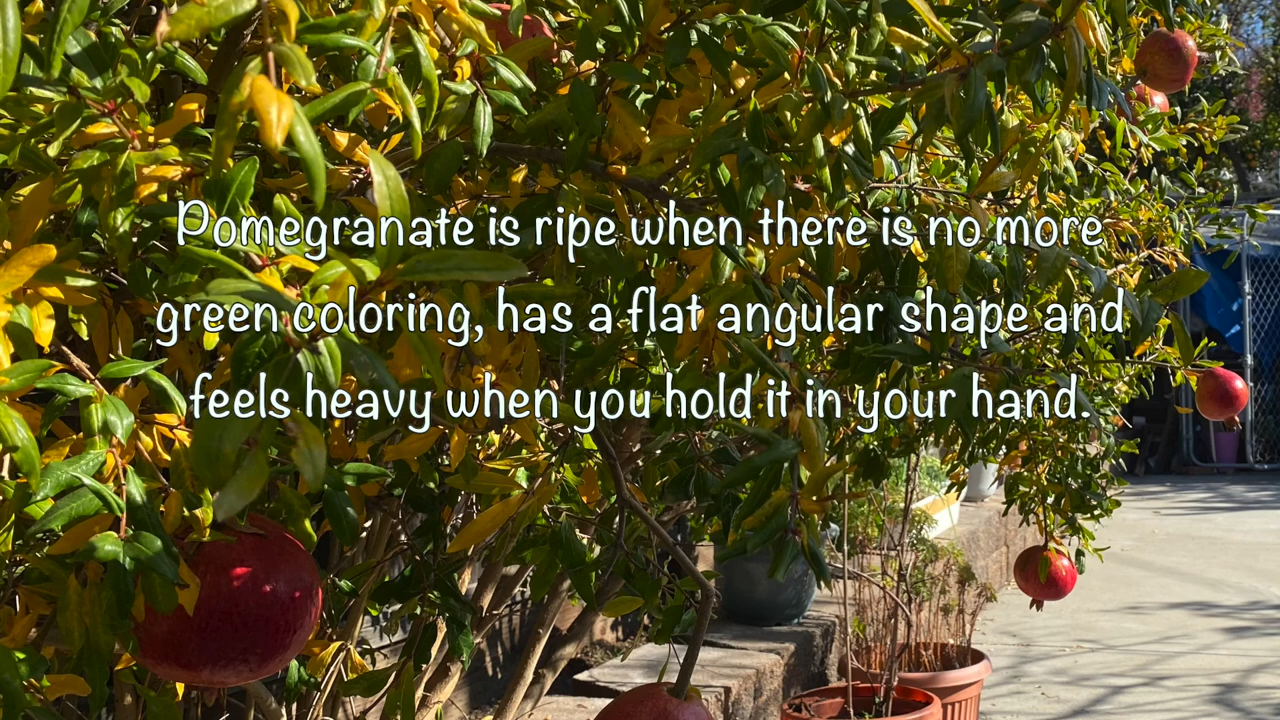 Pomegranate is ripe when there is no more
green coloring, has a flat angular shape and
feels heavy when you hold it in your hand.